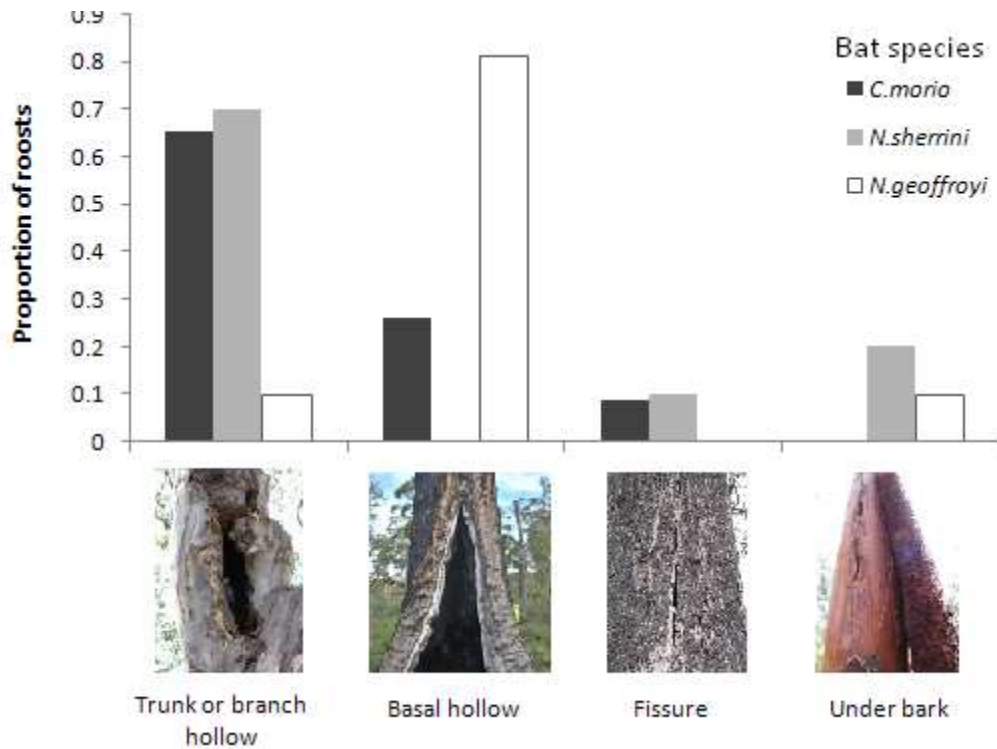 0.9
0.8
0.7
0.6
0.5
0.4
0.3
0.2
0.1
0
Proportion of roosts
Bat species
C.morio
N.sherrini
N.geoffroyi
Trunk or branch
hollow
Basal hollow
Fissure
Under bark